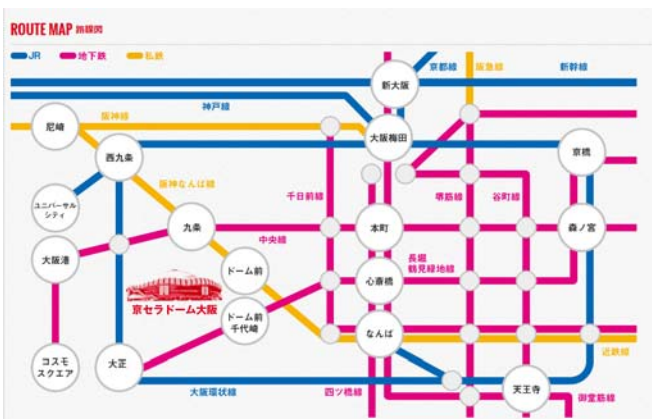 ROUTE MAP 路線図
JR
地下鉄
私鉄
京都線
阪急線
新幹線
新大阪
神戸線
阪神線
尼崎
大阪梅田
西九条
京橋
阪神なんば線
ユニバーサル
シティ
千日前線
堺筋線
谷町線
九条
中央線
本町
森ノ宮
大阪港
長堀
鶴見緑地線
ドーム前
心斎橋
京セラドーム大阪
ドーム前
千代崎
なんば
コスモ
スクエア
大正
近鉄線
大阪環状線
四ツ橋線
天王寺
御堂筋線